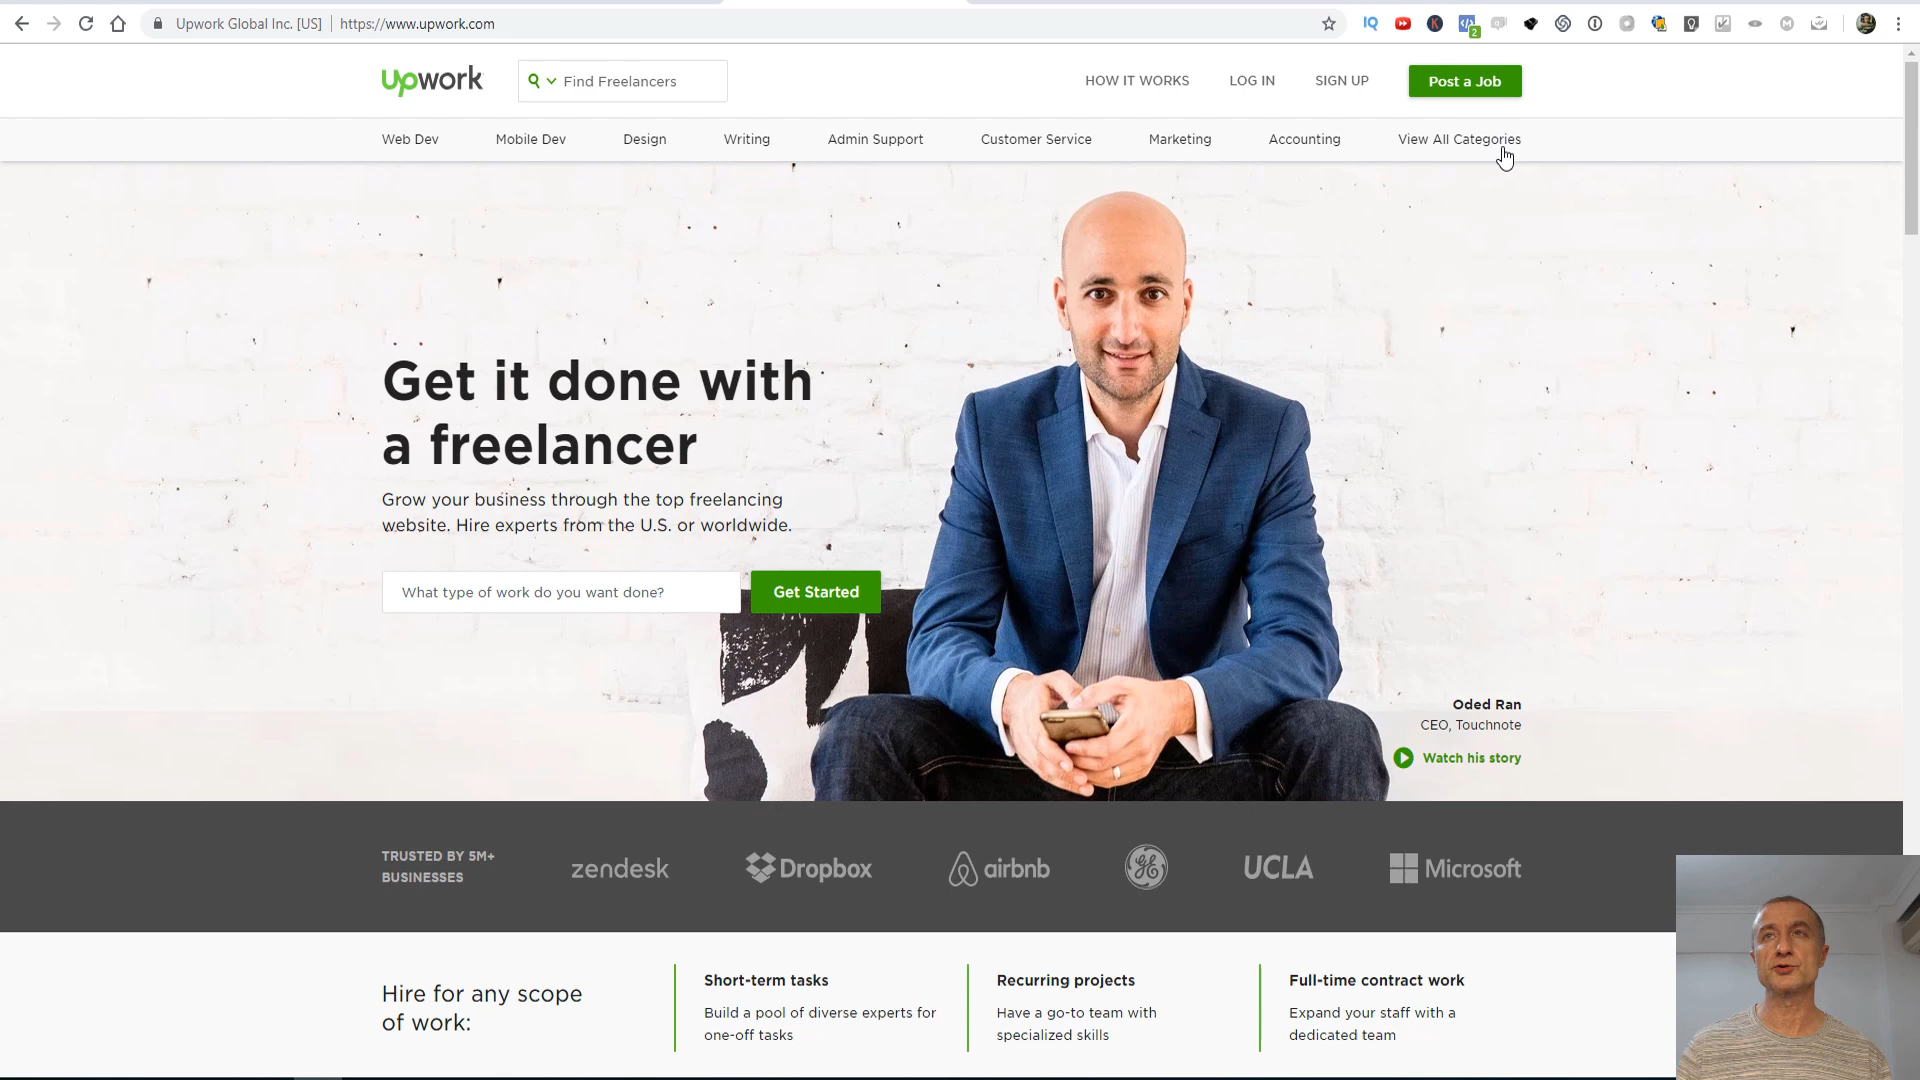 Upwork Global Inc. [US] https://www.upwork.com
2
upwork
Find Freelancers
HOW IT WORKS
LOG IN
SIGN UP
Post a Job
Web Dev
Mobile Dev
Design
Writing
Admin Support
Customer Service
Marketing
Accounting
View All Categories
Get it done with
a freelancer
Grow your business through the top freelancing
website. Hire experts from the U.S. or worldwide.
What type of work do you want done?
Get Started
Oded Ran
CEO, Touchnote
Watch his story
TRUSTED BY 5M+
BUSINESSES
zendesk
Dropbox
airbnb
GE
UCLA
Microsoft
Hire for any scope
of work:
Short-term tasks
Build a pool of diverse experts for
one-off tasks
Recurring projects
Have a go-to team with
specialized skills
Full-time contract work
Expand your staff with a
dedicated team